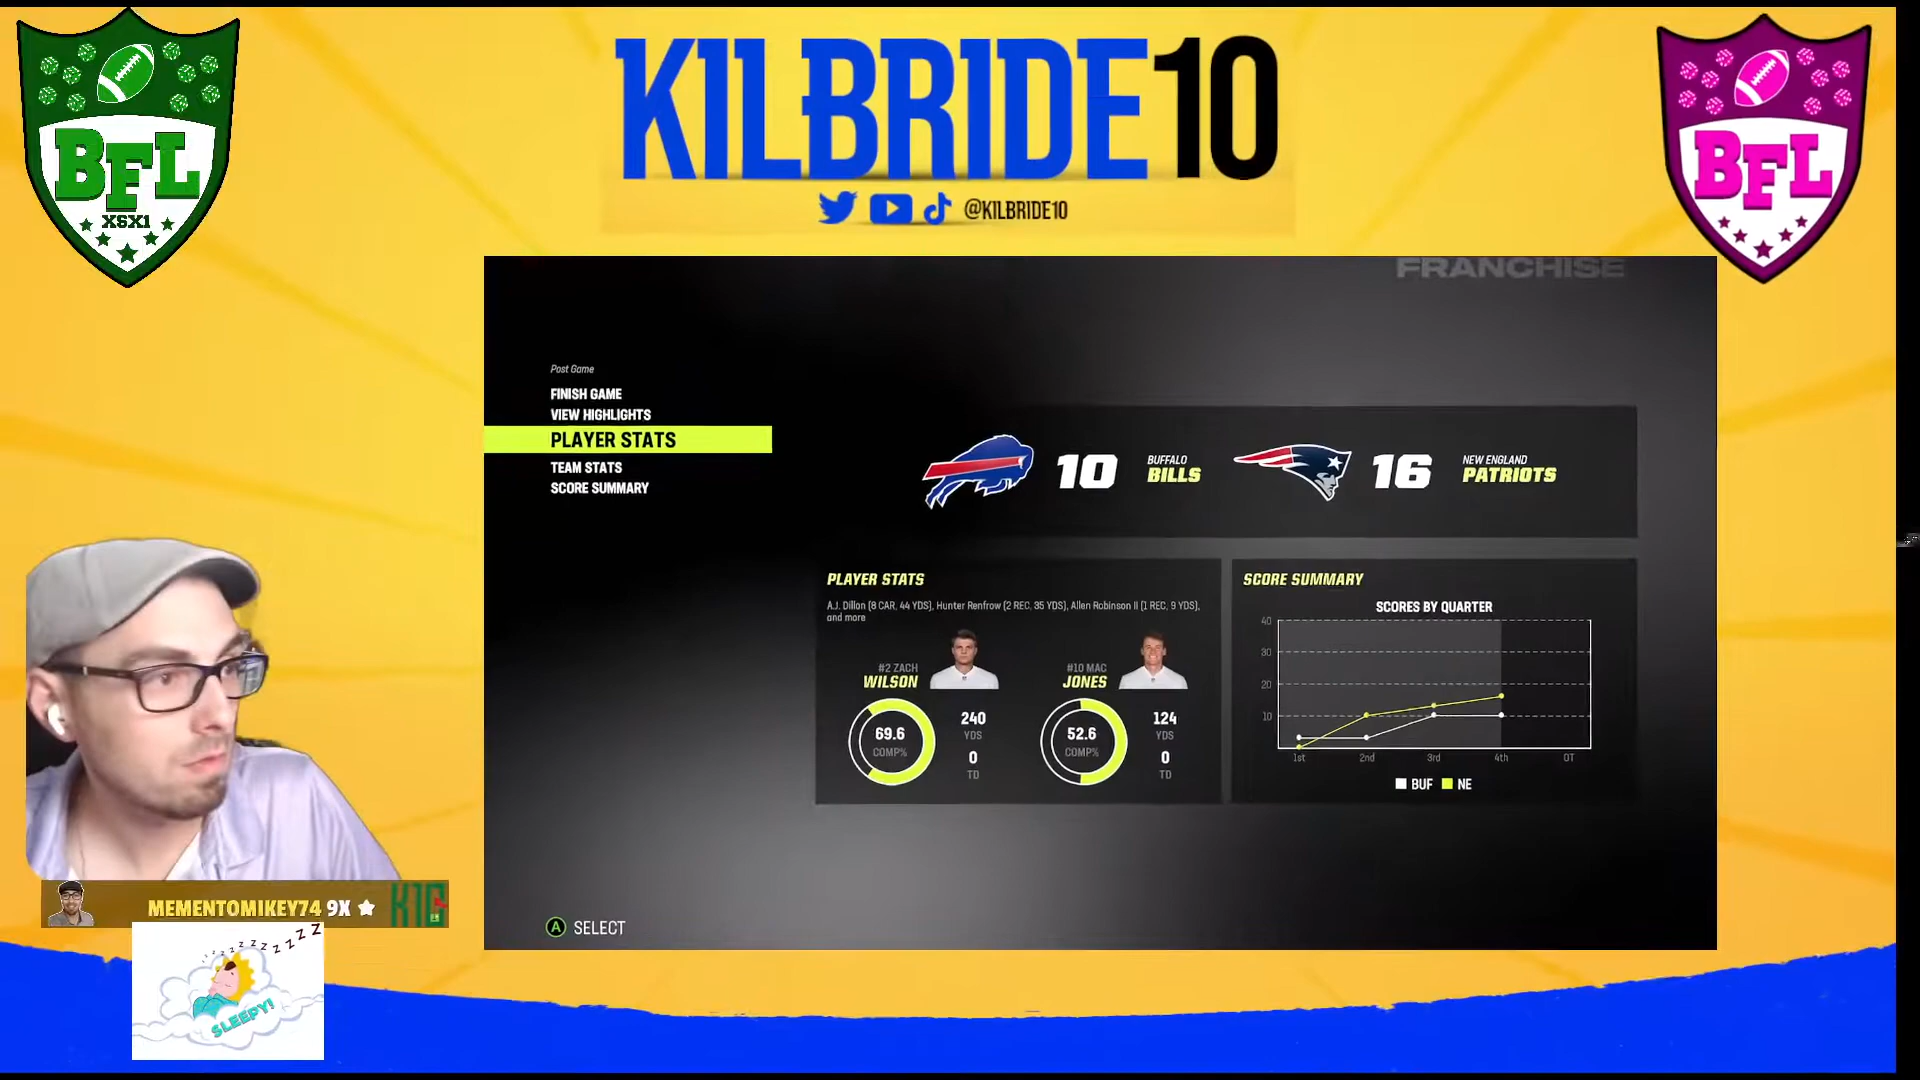 KILBRIDE10
@KILBRIDE10
BFL
XSX1
BFL
FRANCHISE
Post Game
FINISH GAME
VIEW HIGHLIGHTS
PLAYER STATS
TEAM STATS
SCORE SUMMARY
10
BUFFALO
BILLS
16
NEW ENGLAND
PATRIOTS
PLAYER STATS
A.J. Dillon (8 CAR, 44 YDS), Hunter Renfrow (2 REC, 35 YDS), Allen Robinson II (1 REC, 9 YDS),
and more
#2 ZACH
WILSON
69.6
COMP%
240
YDS
0
TD
#10 MAC
JONES
52.6
COMP%
124
YDS
0
TD
SCORE SUMMARY
SCORES BY QUARTER
40
30
20
10
1st 2nd 3rd 4th OT
BUF NE
A SELECT
MEMENTOMIKEY74 9X
K10
z z z z z z z z Z Z Z Z
SLEEPY!